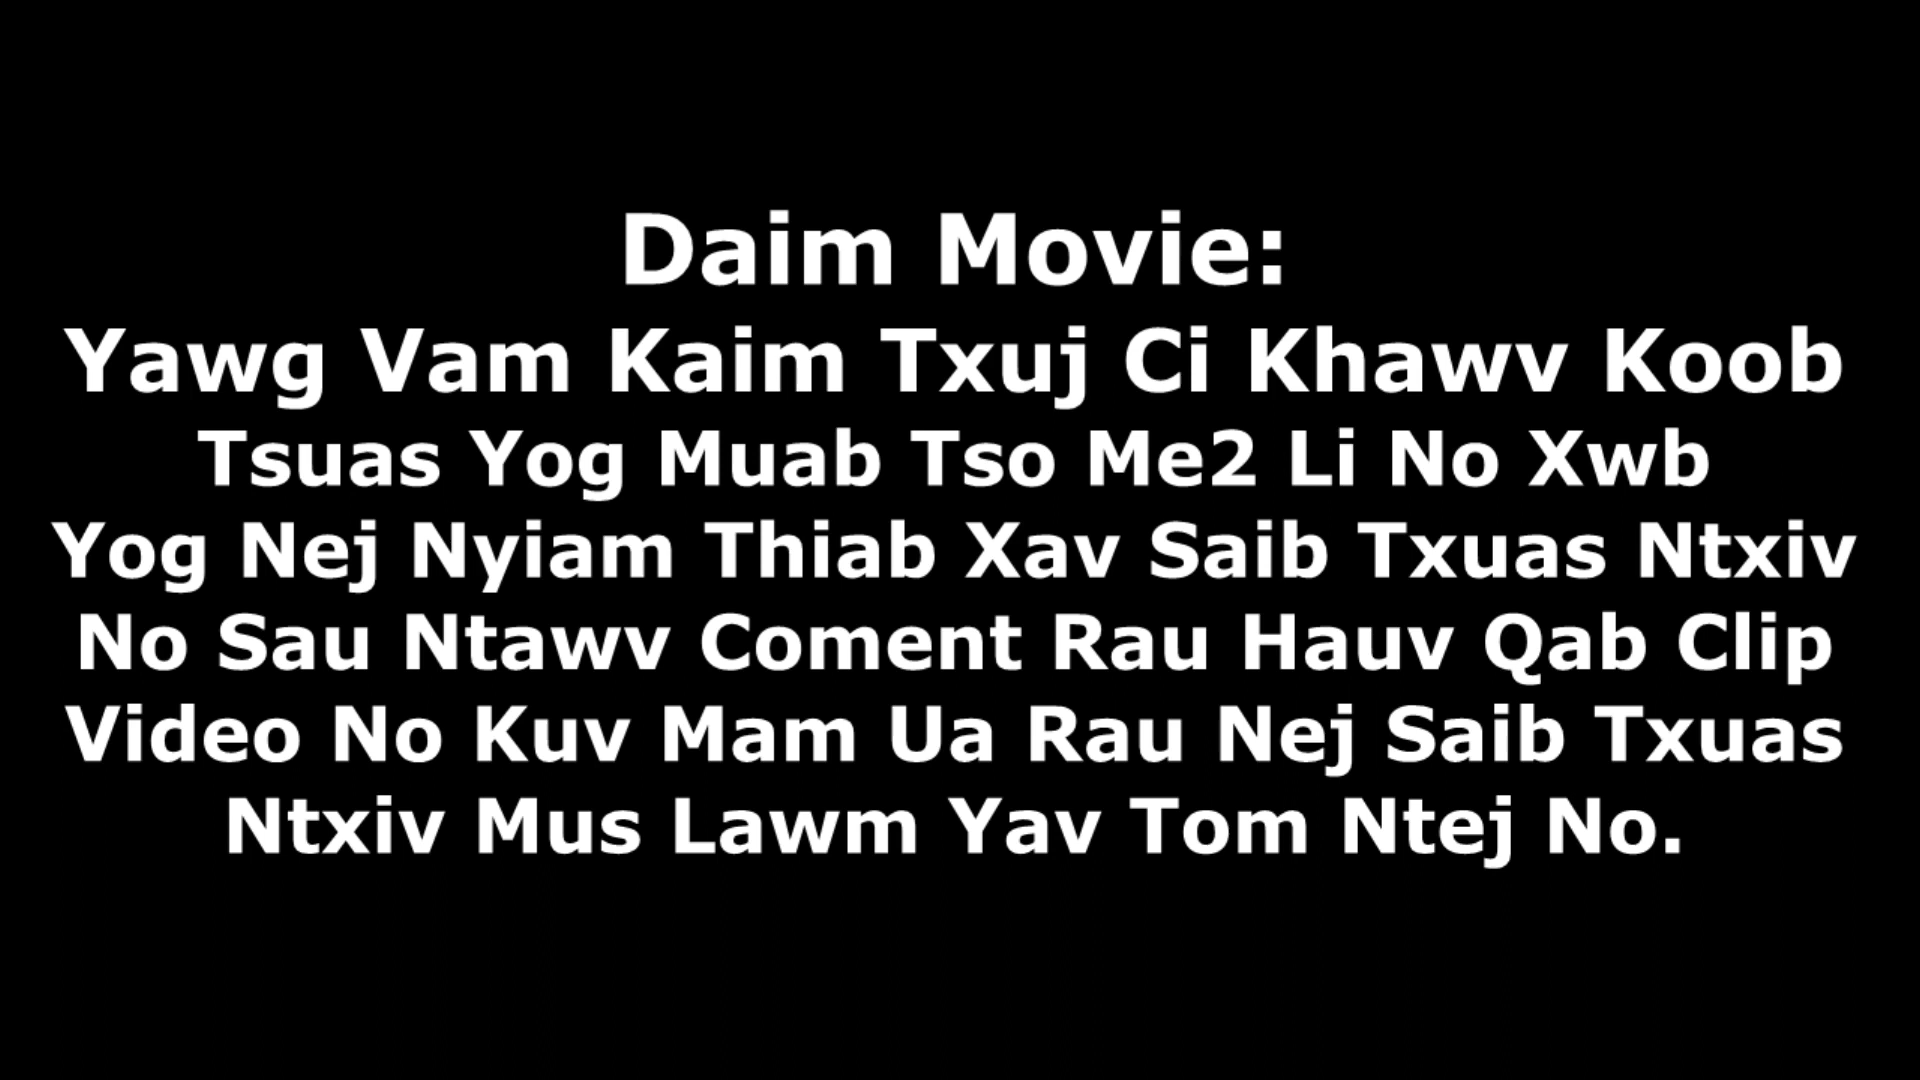 Daim Movie:
Yawg Vam Kaim Txuj Ci Khawv Koob
Tsuas Yog Muab Tso Me2 Li No Xwb
Yog Nej Nyiam Thiab Xav Saib Txuas Ntxiv
No Sau Ntawv Coment Rau Hauv Qab Clip
Video No Kuv Mam Ua Rau Nej Saib Txuas
Ntxiv Mus Lawm Yav Tom Ntej No.